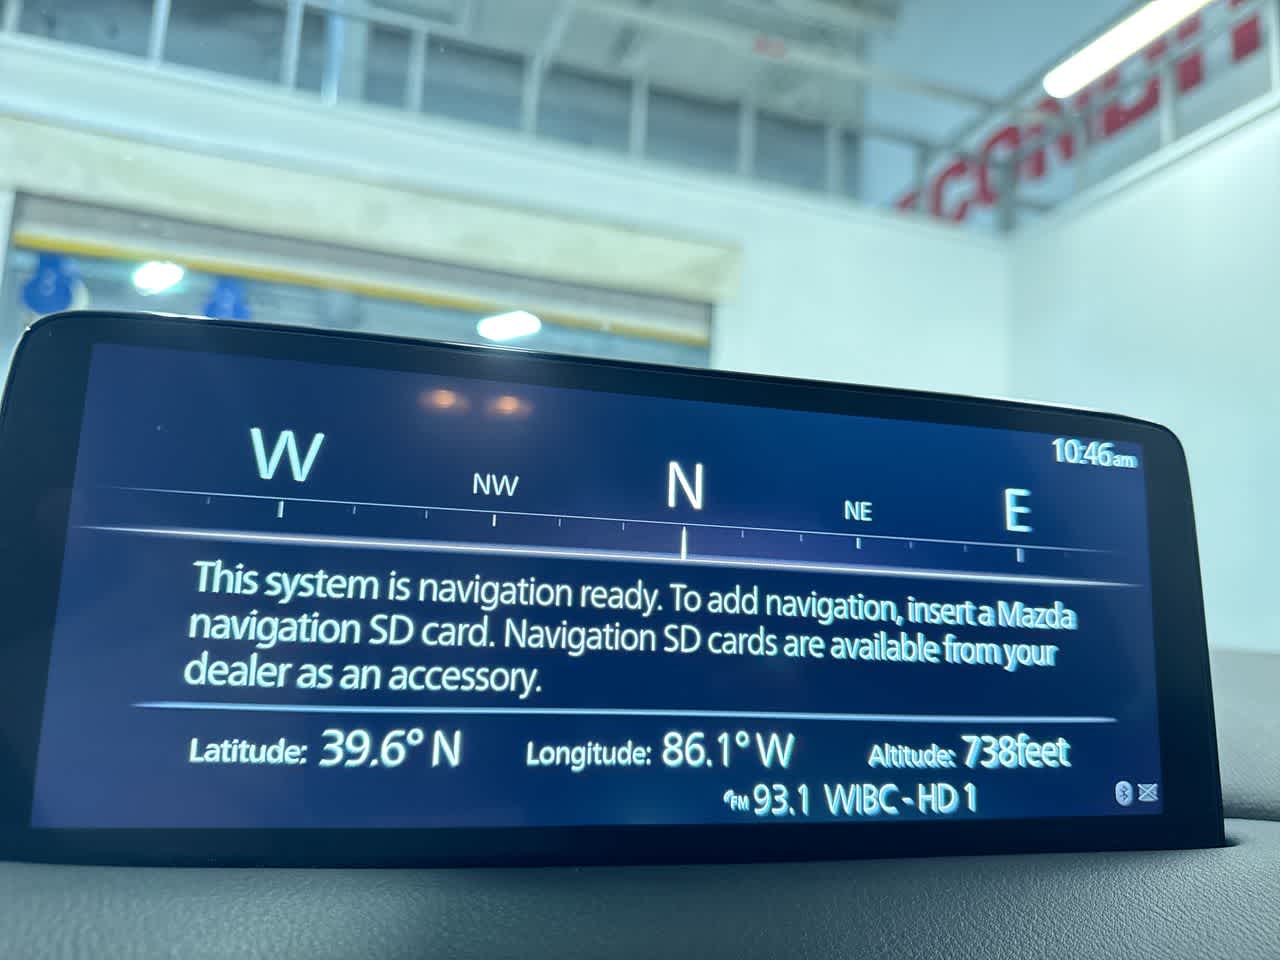 W NW N NE E
10:46am
This system is navigation ready. To add navigation, insert a Mazda
navigation SD card. Navigation SD cards are available from your
dealer as an accessory.
Latitude: 39.6° N Longitude: 86.1° W Altitude: 738feet
FM 93.1 WIBC-HD1